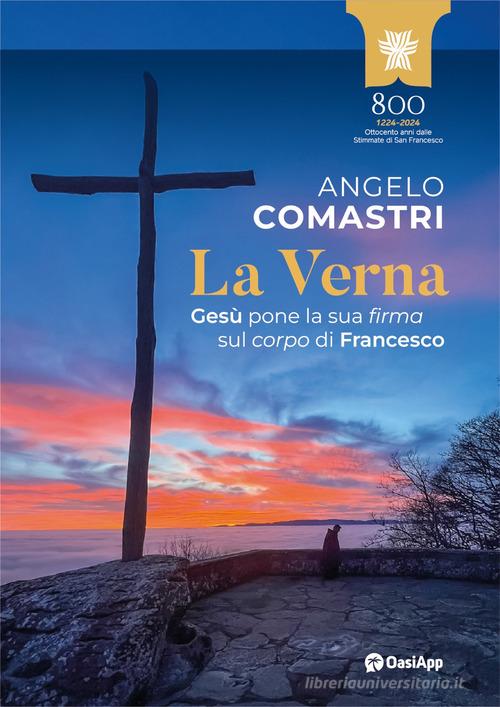 800
1224-2024
Ottocento anni dalle
Stimmate di San Francesco
ANGELO
COMASTRI
La Verna
Gesù pone la sua firma
sul corpo di Francesco
OasiApp
libreriauniversitaria.it